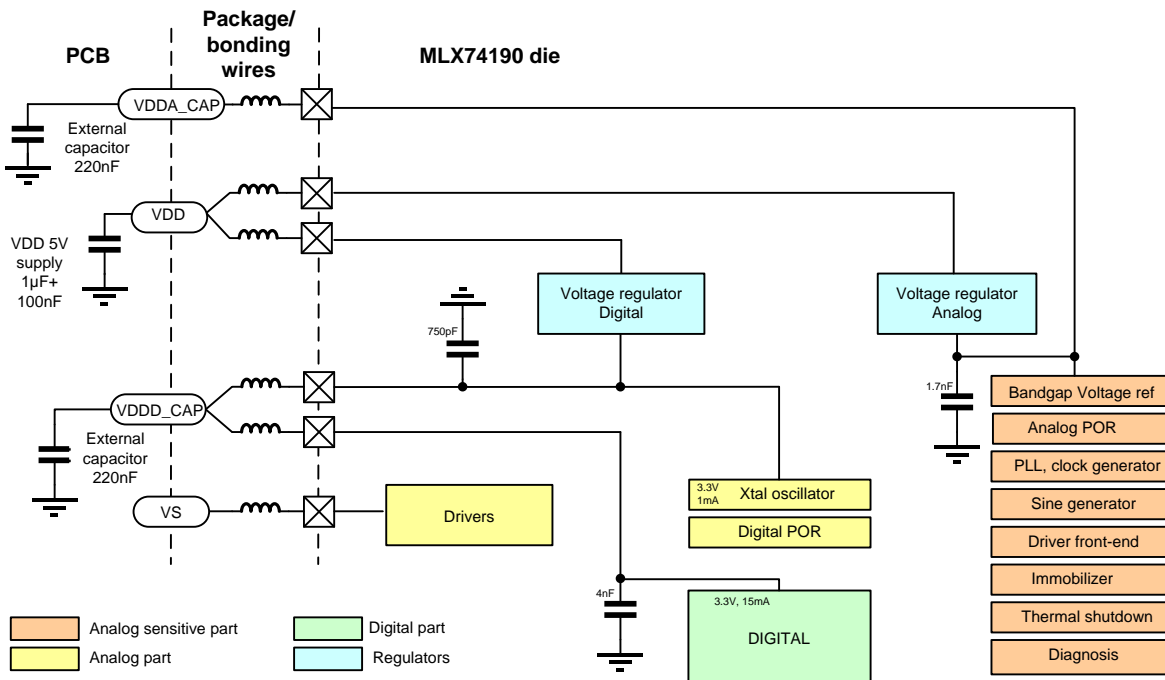 PCB
Package/
bonding
wires
MLX74190 die
VDDA_CAP
External
capacitor
220nF
VDD
VDD 5V
supply
1µF+
100nF
Voltage regulator
Digital
Voltage regulator
Analog
750pF
1.7nF
VDDD_CAP
External
capacitor
220nF
VS
Drivers
3.3V
1mA
Xtal oscillator
Digital POR
4nF
3.3V, 15mA
DIGITAL
Bandgap Voltage ref
Analog POR
PLL, clock generator
Sine generator
Driver front-end
Immobilizer
Thermal shutdown
Diagnosis
Analog sensitive part
Analog part
Digital part
Regulators